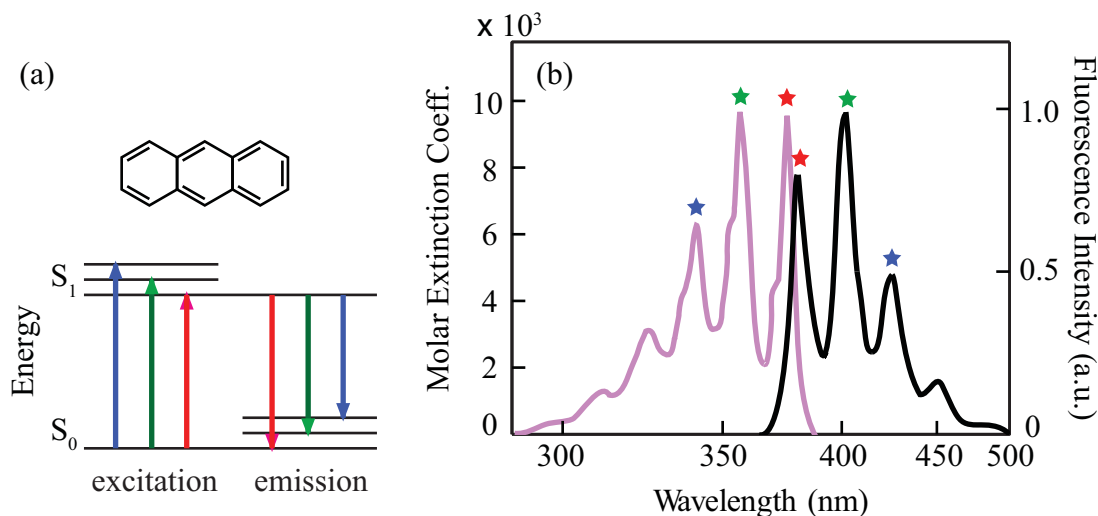 (a)
S1
Energy
S0
excitation
emission
x 10³
(b)
Molar Extinction Coeff.
10
8
6
4
2
0
1.0
0.5
0
Fluorescence Intensity (a.u.)
300
350
400
450
500
Wavelength (nm)